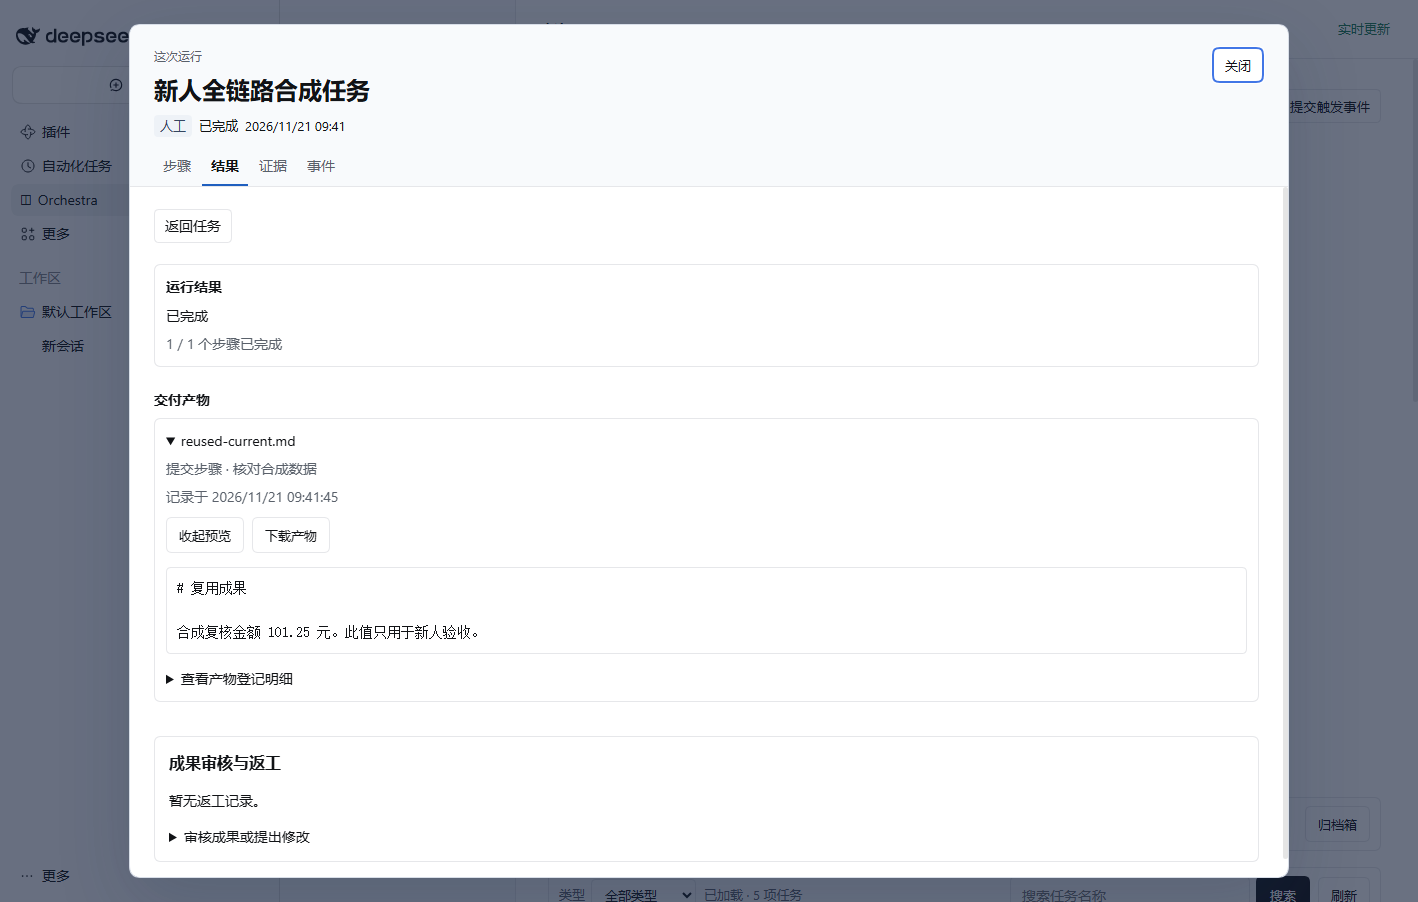 deepsee
实时更新
插件
自动化任务
Orchestra
更多
工作区
默认工作区
新会话
更多
这次运行
新人全链路合成任务
人工 已完成 2026/11/21 09:41
关闭
提交触发事件
步骤 结果 证据 事件
返回任务
运行结果
已完成
1 / 1 个步骤已完成
交付产物
▼ reused-current.md
提交步骤 · 核对合成数据
记录于 2026/11/21 09:41:45
收起预览 下载产物
# 复用成果
合成复核金额 101.25 元。此值只用于新人验收。
▶ 查看产物登记明细
成果审核与返工
暂无返工记录。
▶ 审核成果或提出修改
归档箱
类型 全部类型 已加载 · 5 项任务 搜索任务名称 搜索 刷新